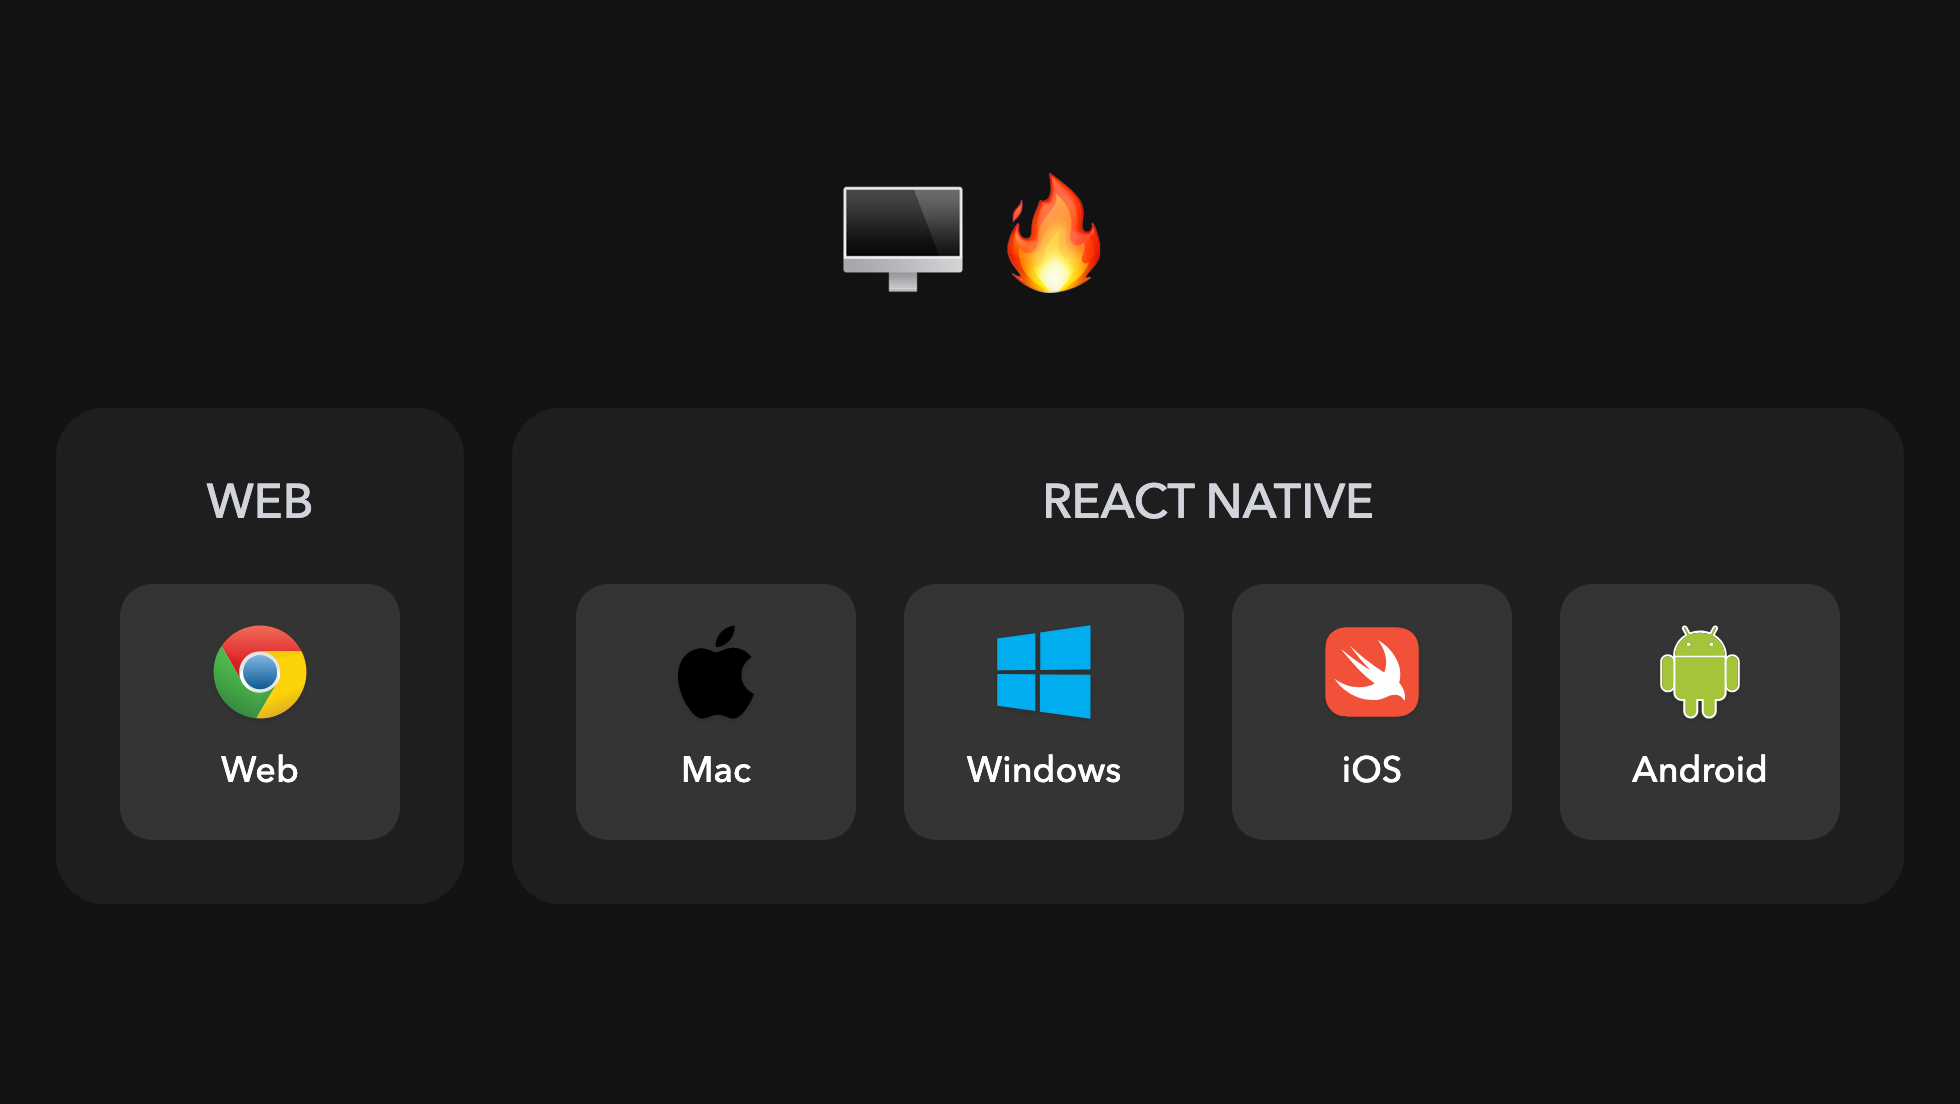 WEB
REACT NATIVE
Web
Mac
Windows
iOS
Android